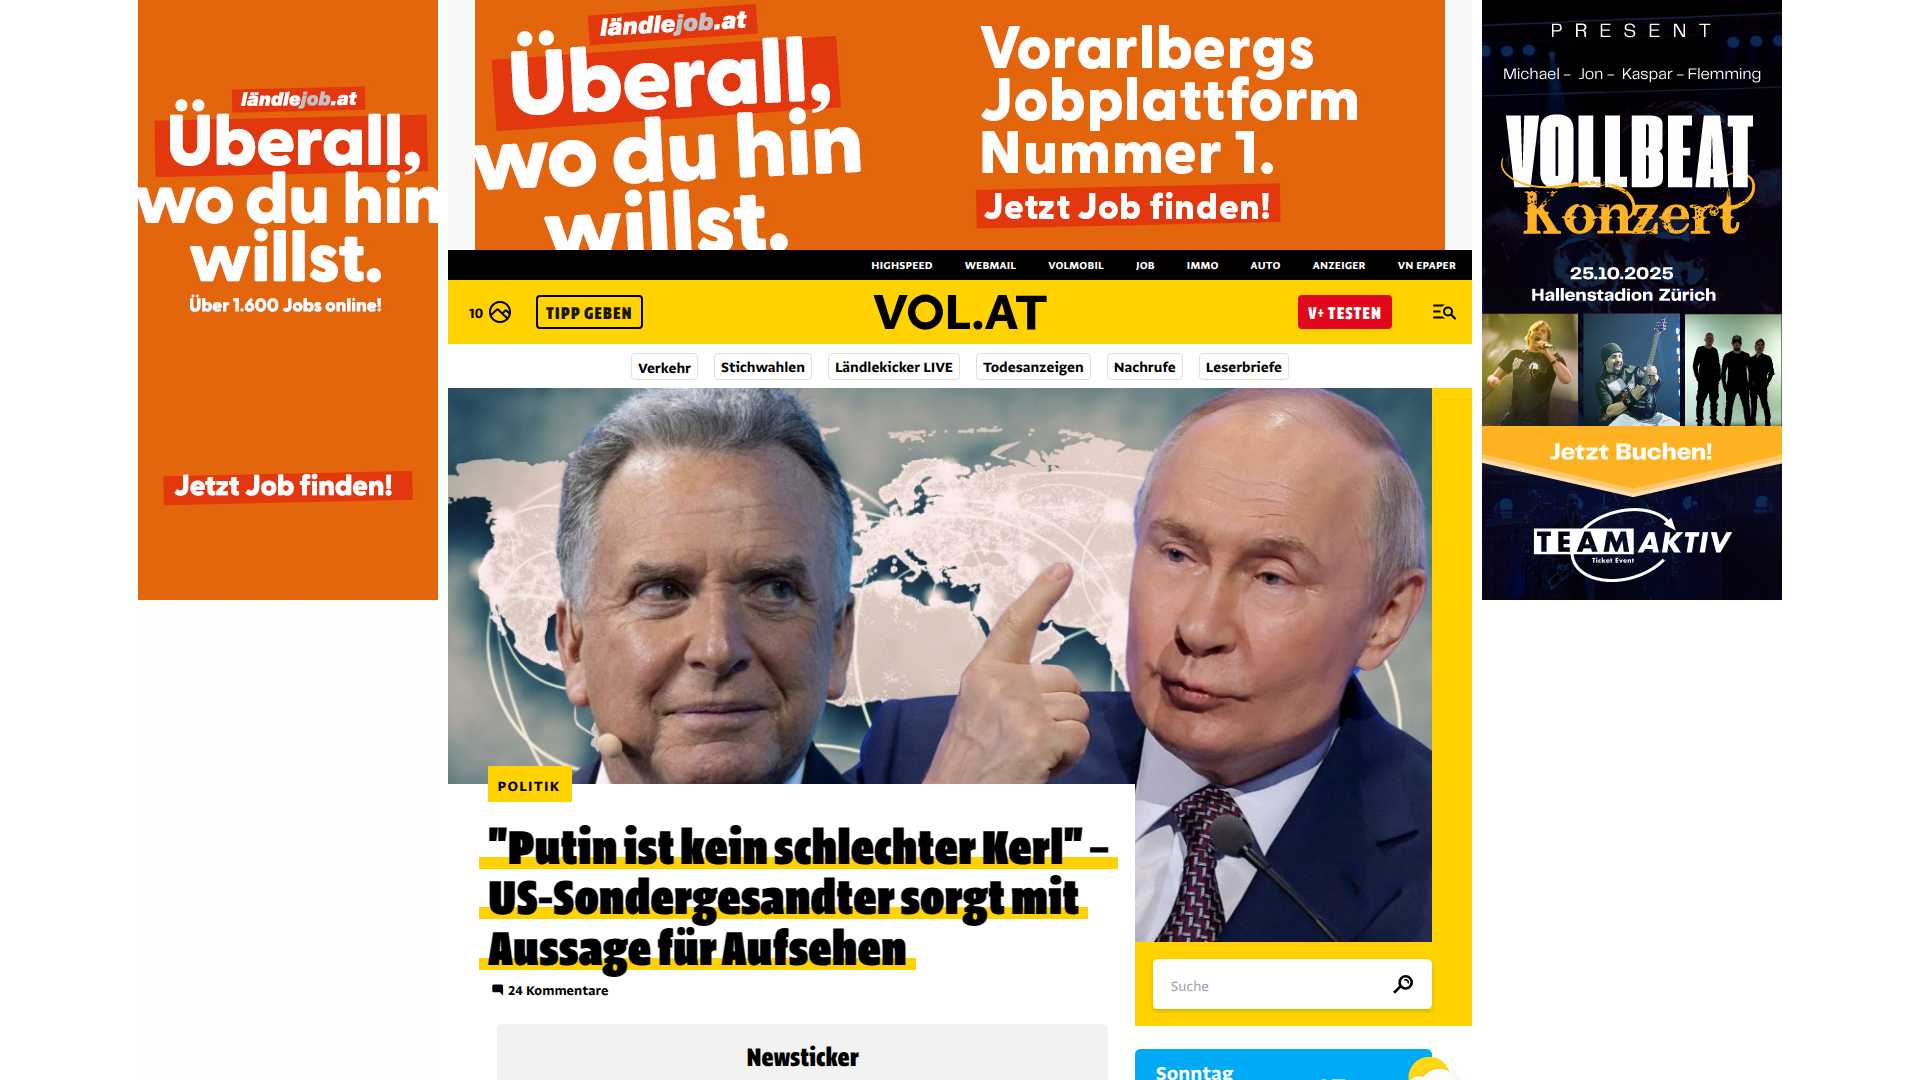 ländlejob.at
Überall,
wo du hin
willst.
Über 1.600 Jobs online!
Jetzt Job finden!
ländlejob.at
Überall,
wo du hin
willst.
Vorarlbergs
Jobplattform
Nummer 1.
Jetzt Job finden!
PRESENT
Michael – Jon – Kaspar – Flemming
VOLLBEAT
Konzert
25.10.2025
Hallenstadion Zürich
Jetzt Buchen!
TEAM AKTIV
Ticket Event
HIGHSPEED WEBMAIL VOLMOBIL JOB IMMO AUTO ANZEIGER VN EPAPER
10 TIPP GEBEN VOL.AT V+ TESTEN
Verkehr Stichwahlen Ländlekicker LIVE Todesanzeigen Nachrufe Leserbriefe
POLITIK
"Putin ist kein schlechter Kerl" –
US-Sondergesandter sorgt mit
Aussage für Aufsehen
24 Kommentare
Suche
Newsticker
Sonntag